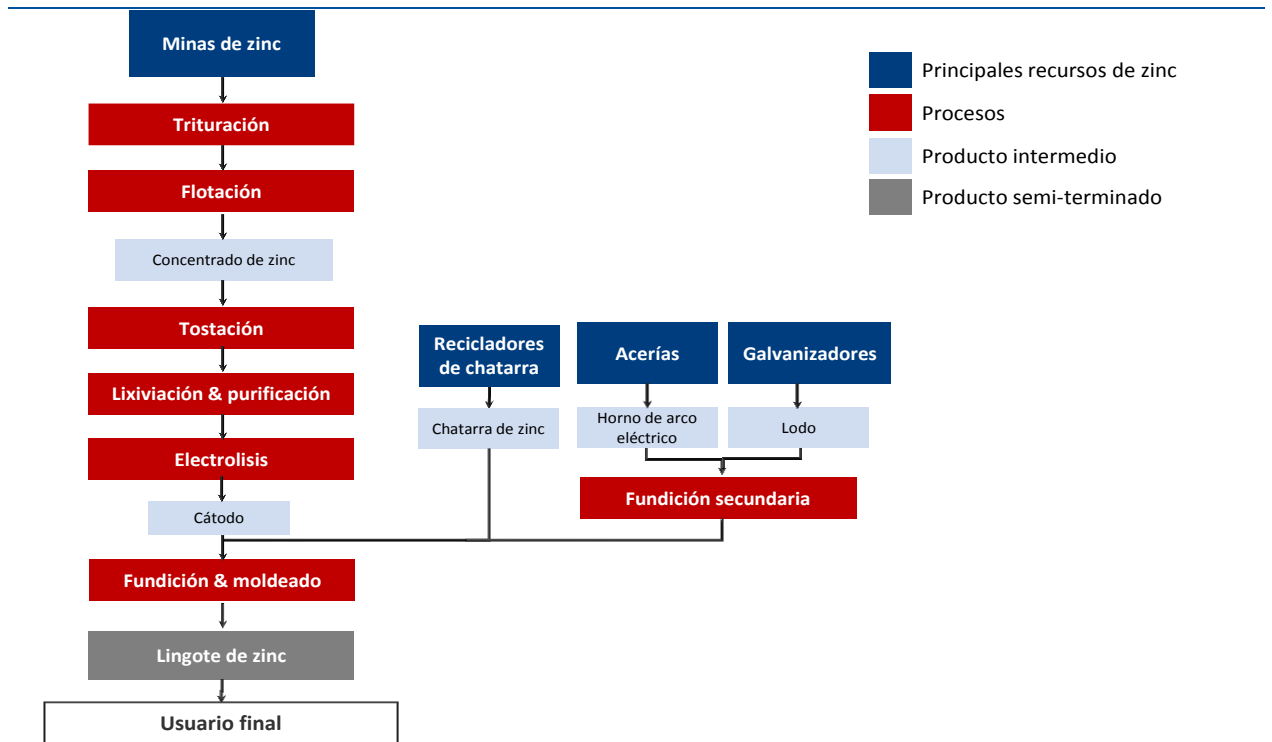 Minas de zinc
Trituración
Flotación
Concentrado de zinc
Tostación
Lixiviación & purificación
Electrolisis
Cátodo
Fundición & moldeado
Lingote de zinc
Usuario final
Recicladores
de chatarra
Chatarra de zinc
Acerías
Horno de arco
eléctrico
Galvanizadores
Lodo
Fundición secundaria
Principales recursos de zinc
Procesos
Producto intermedio
Producto semi-terminado